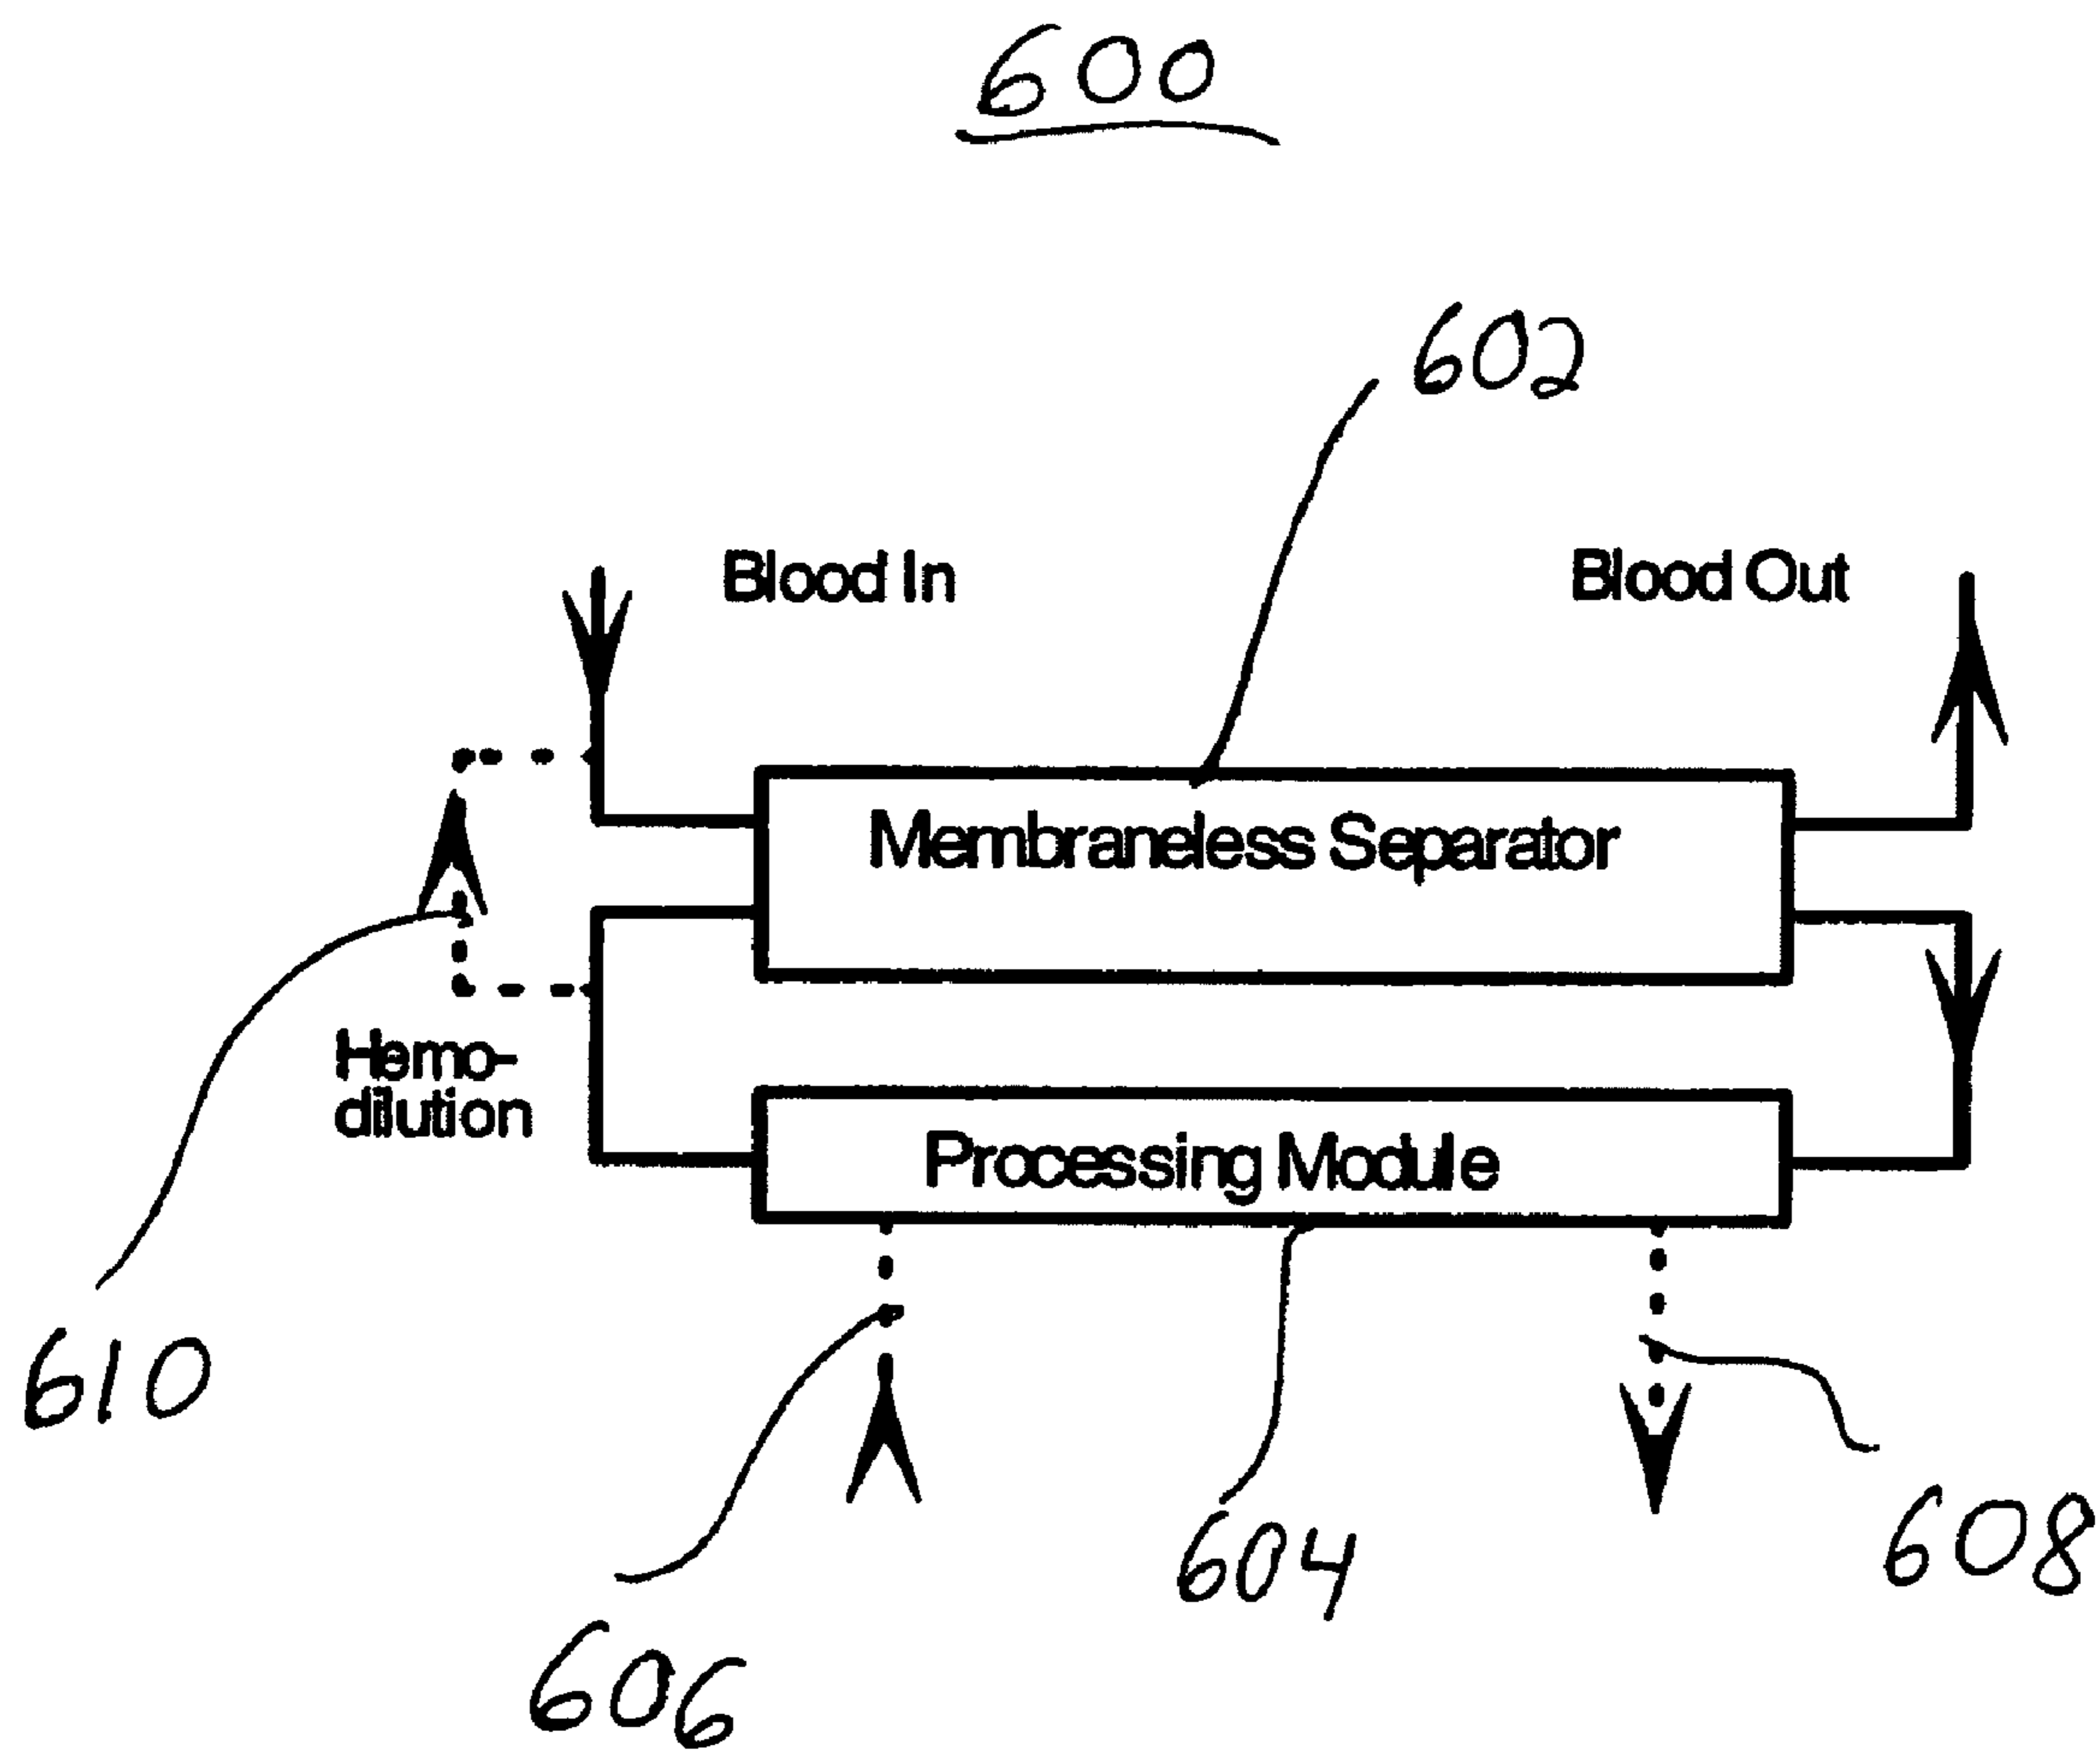 600
602
Blood In
Blood Out
Membraneless Separator
Hemo-
dilution
Processing Module
610
604
608
606